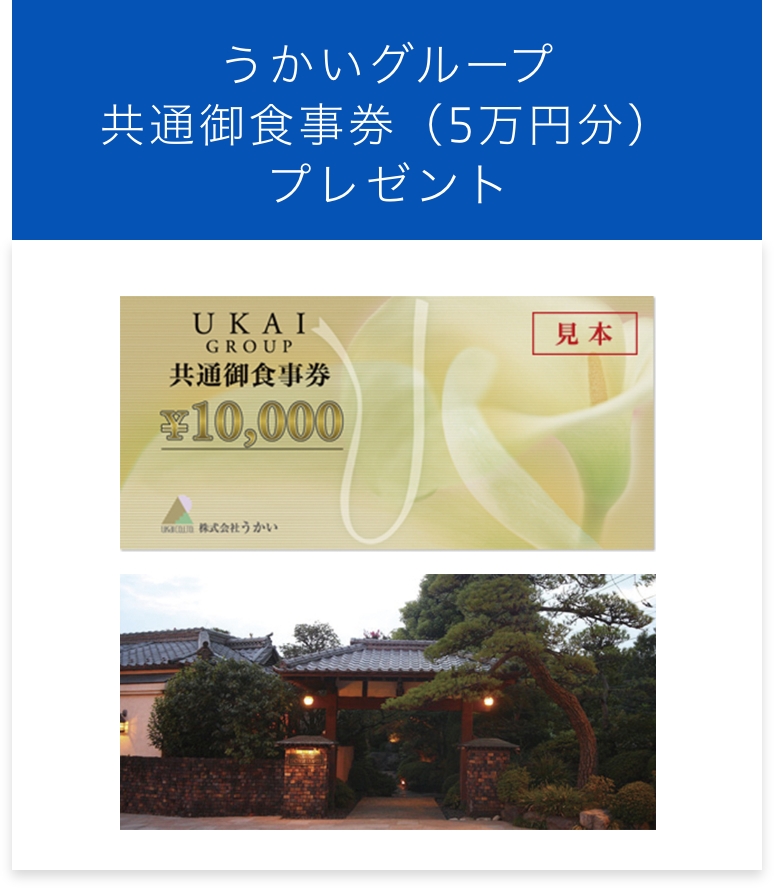 うかいグループ
共通御食事券（5万円分）
プレゼント
UKAI
GROUP
見本
共通御食事券
¥10,000
株式会社うかい